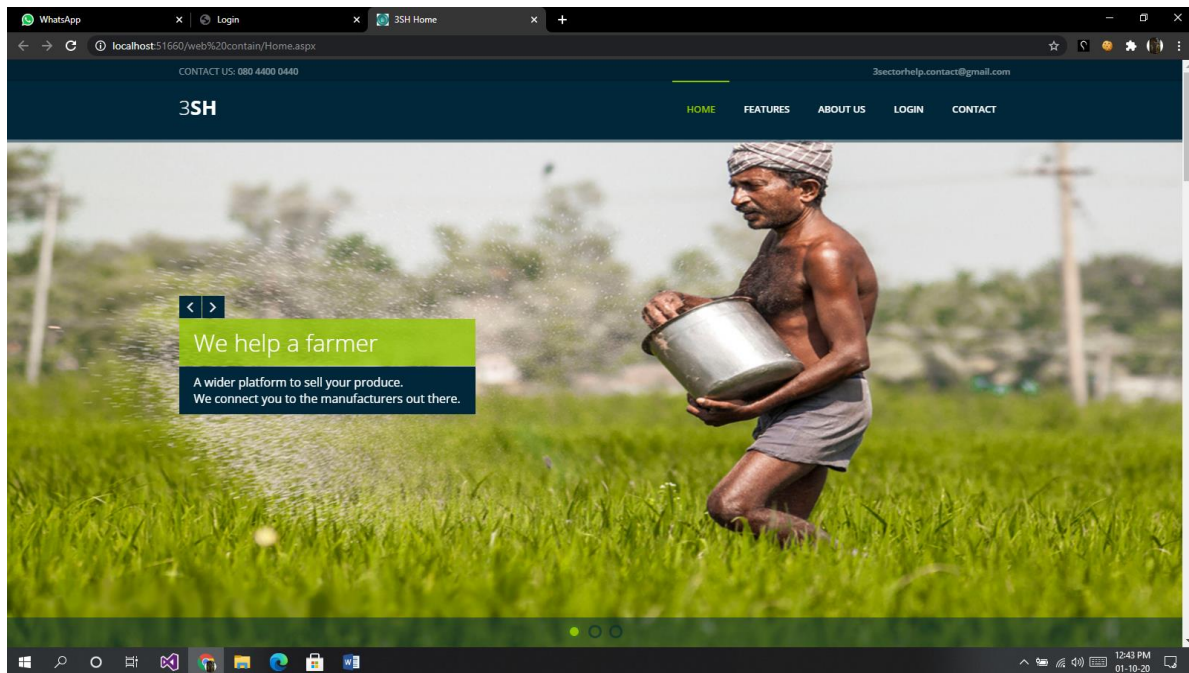 WhatsApp
Login
3SH Home
localhost:51660/web%20contain/Home.aspx
CONTACT US: 080 4400 0440
3sectorhelp.contact@gmail.com
3SH
HOME FEATURES ABOUT US LOGIN CONTACT
We help a farmer
A wider platform to sell your produce.
We connect you to the manufacturers out there.
12:43 PM
01-10-20